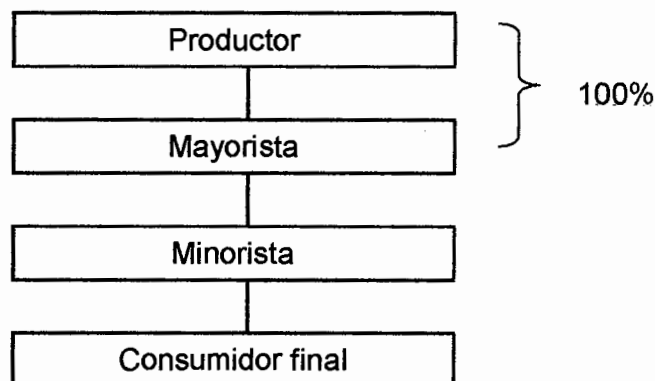 Productor
100%
Mayorista
Minorista
Consumidor final